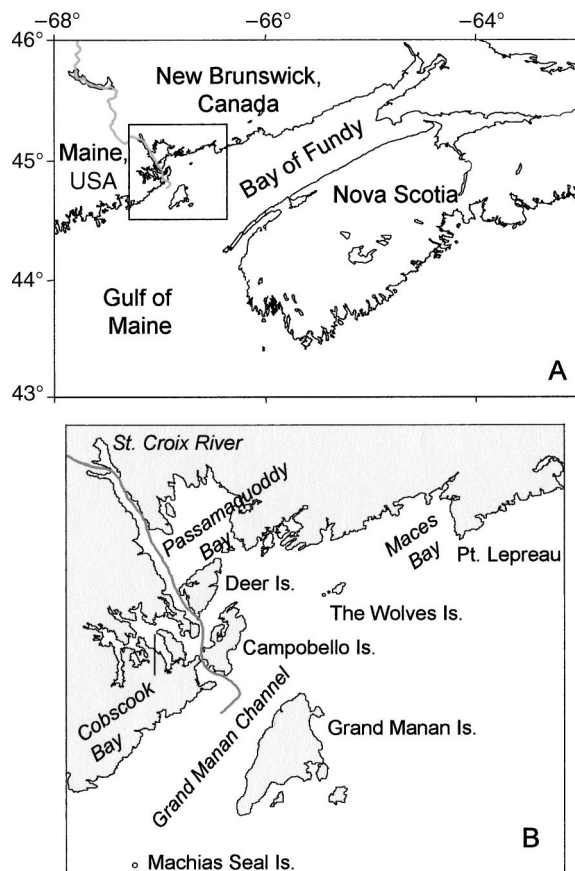 −68° −66° −64°
46°
New Brunswick,
Canada
45°
Maine,
USA
Bay of Fundy
Nova Scotia
44°
Gulf of
Maine
43°
A
St. Croix River
Passamaquoddy
Bay
Maces
Bay
Pt. Lepreau
Deer Is.
The Wolves Is.
Campobello Is.
Cobscook
Bay
Grand Manan Channel
Grand Manan Is.
B
Machias Seal Is.